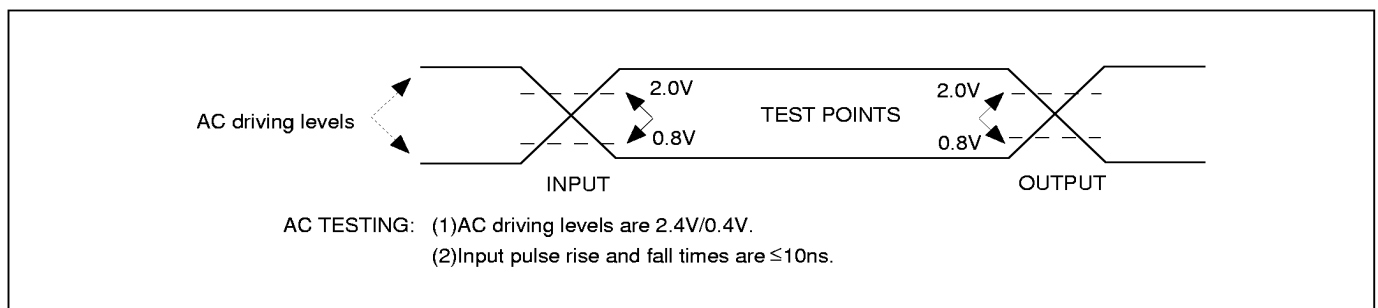 2.0V
2.0V
AC driving levels
TEST POINTS
0.8V
0.8V
INPUT
OUTPUT
AC TESTING: (1)AC driving levels are 2.4V/0.4V.
(2)Input pulse rise and fall times are ≤10ns.